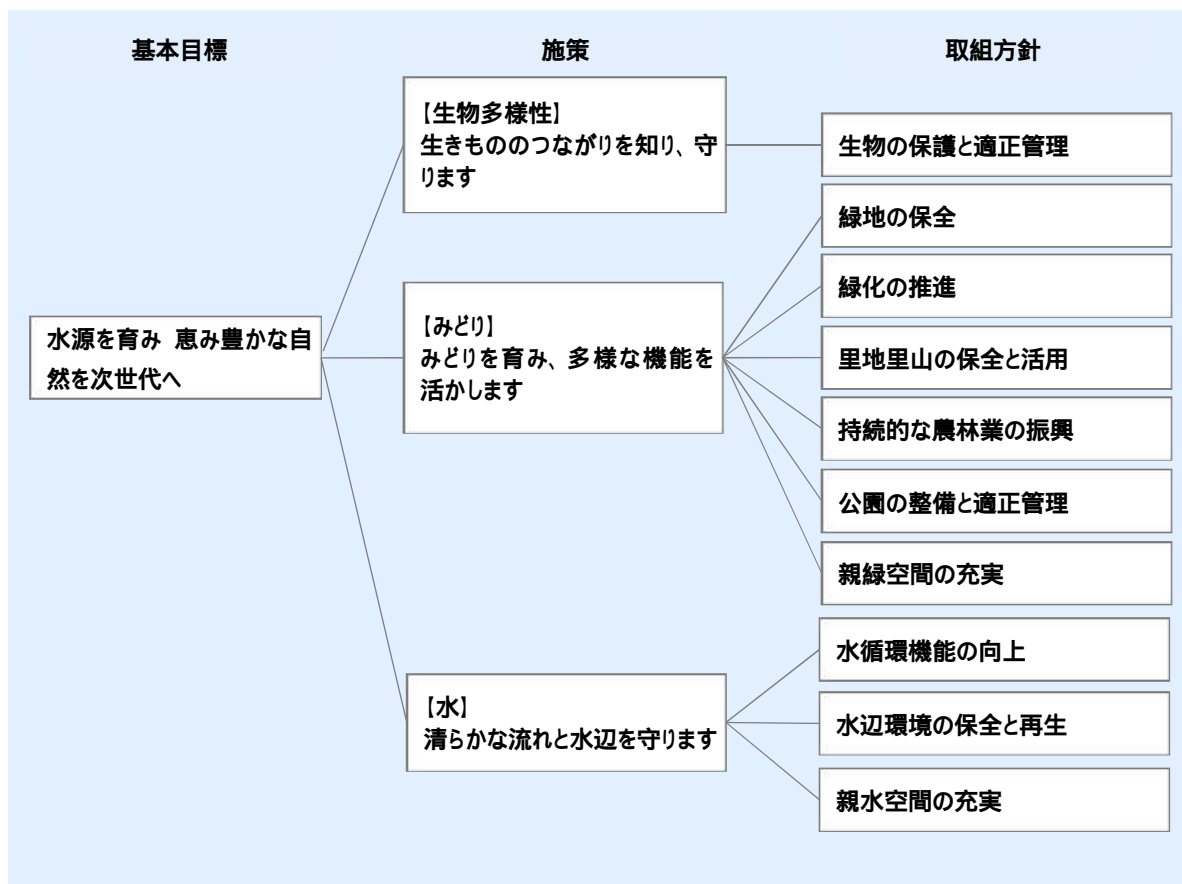 基本目標
施策
取組方針
【生物多様性】
生きもののつながりを知り、守
ります
生物の保護と適正管理
緑地の保全
緑化の推進
水源を育み 恵み豊かな自
然を次世代へ
【みどり】
みどりを育み、多様な機能を
活かします
里地里山の保全と活用
持続的な農林業の振興
公園の整備と適正管理
親緑空間の充実
【水】
清らかな流れと水辺を守ります
水循環機能の向上
水辺環境の保全と再生
親水空間の充実